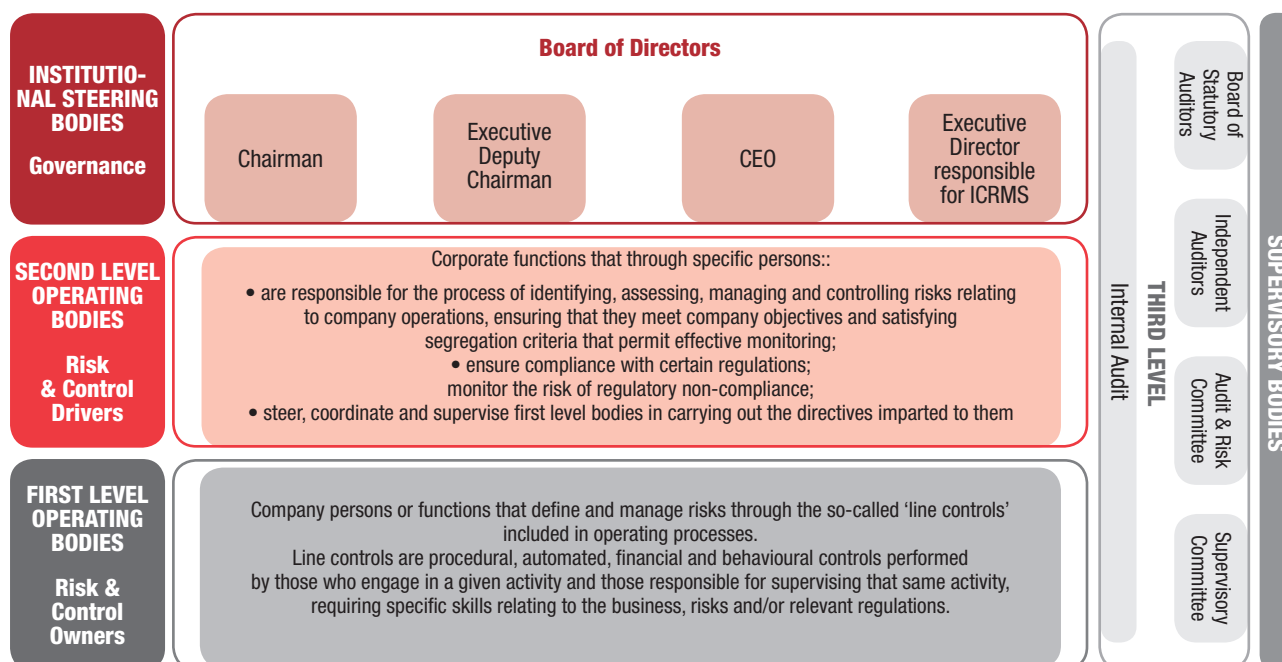 INSTITUTIO-
NAL STEERING
BODIES
Governance
Board of Directors
Chairman
Executive
Deputy
Chairman
CEO
Executive
Director
responsible
for ICRMS
SECOND LEVEL
OPERATING
BODIES
Risk
& Control
Drivers
Corporate functions that through specific persons::
• are responsible for the process of identifying, assessing, managing and controlling risks relating
to company operations, ensuring that they meet company objectives and satisfying
segregation criteria that permit effective monitoring;
• ensure compliance with certain regulations;
monitor the risk of regulatory non-compliance;
• steer, coordinate and supervise first level bodies in carrying out the directives imparted to them
FIRST LEVEL
OPERATING
BODIES
Risk &
Control
Owners
Company persons or functions that define and manage risks through the so-called ‘line controls’
included in operating processes.
Line controls are procedural, automated, financial and behavioural controls performed
by those who engage in a given activity and those responsible for supervising that same activity,
requiring specific skills relating to the business, risks and/or relevant regulations.
Internal Audit
THIRD LEVEL
Board of
Statutory
Auditors
Independent
Auditors
Audit & Risk
Committee
Supervisory
Committee
SUPERVISORY BODIES